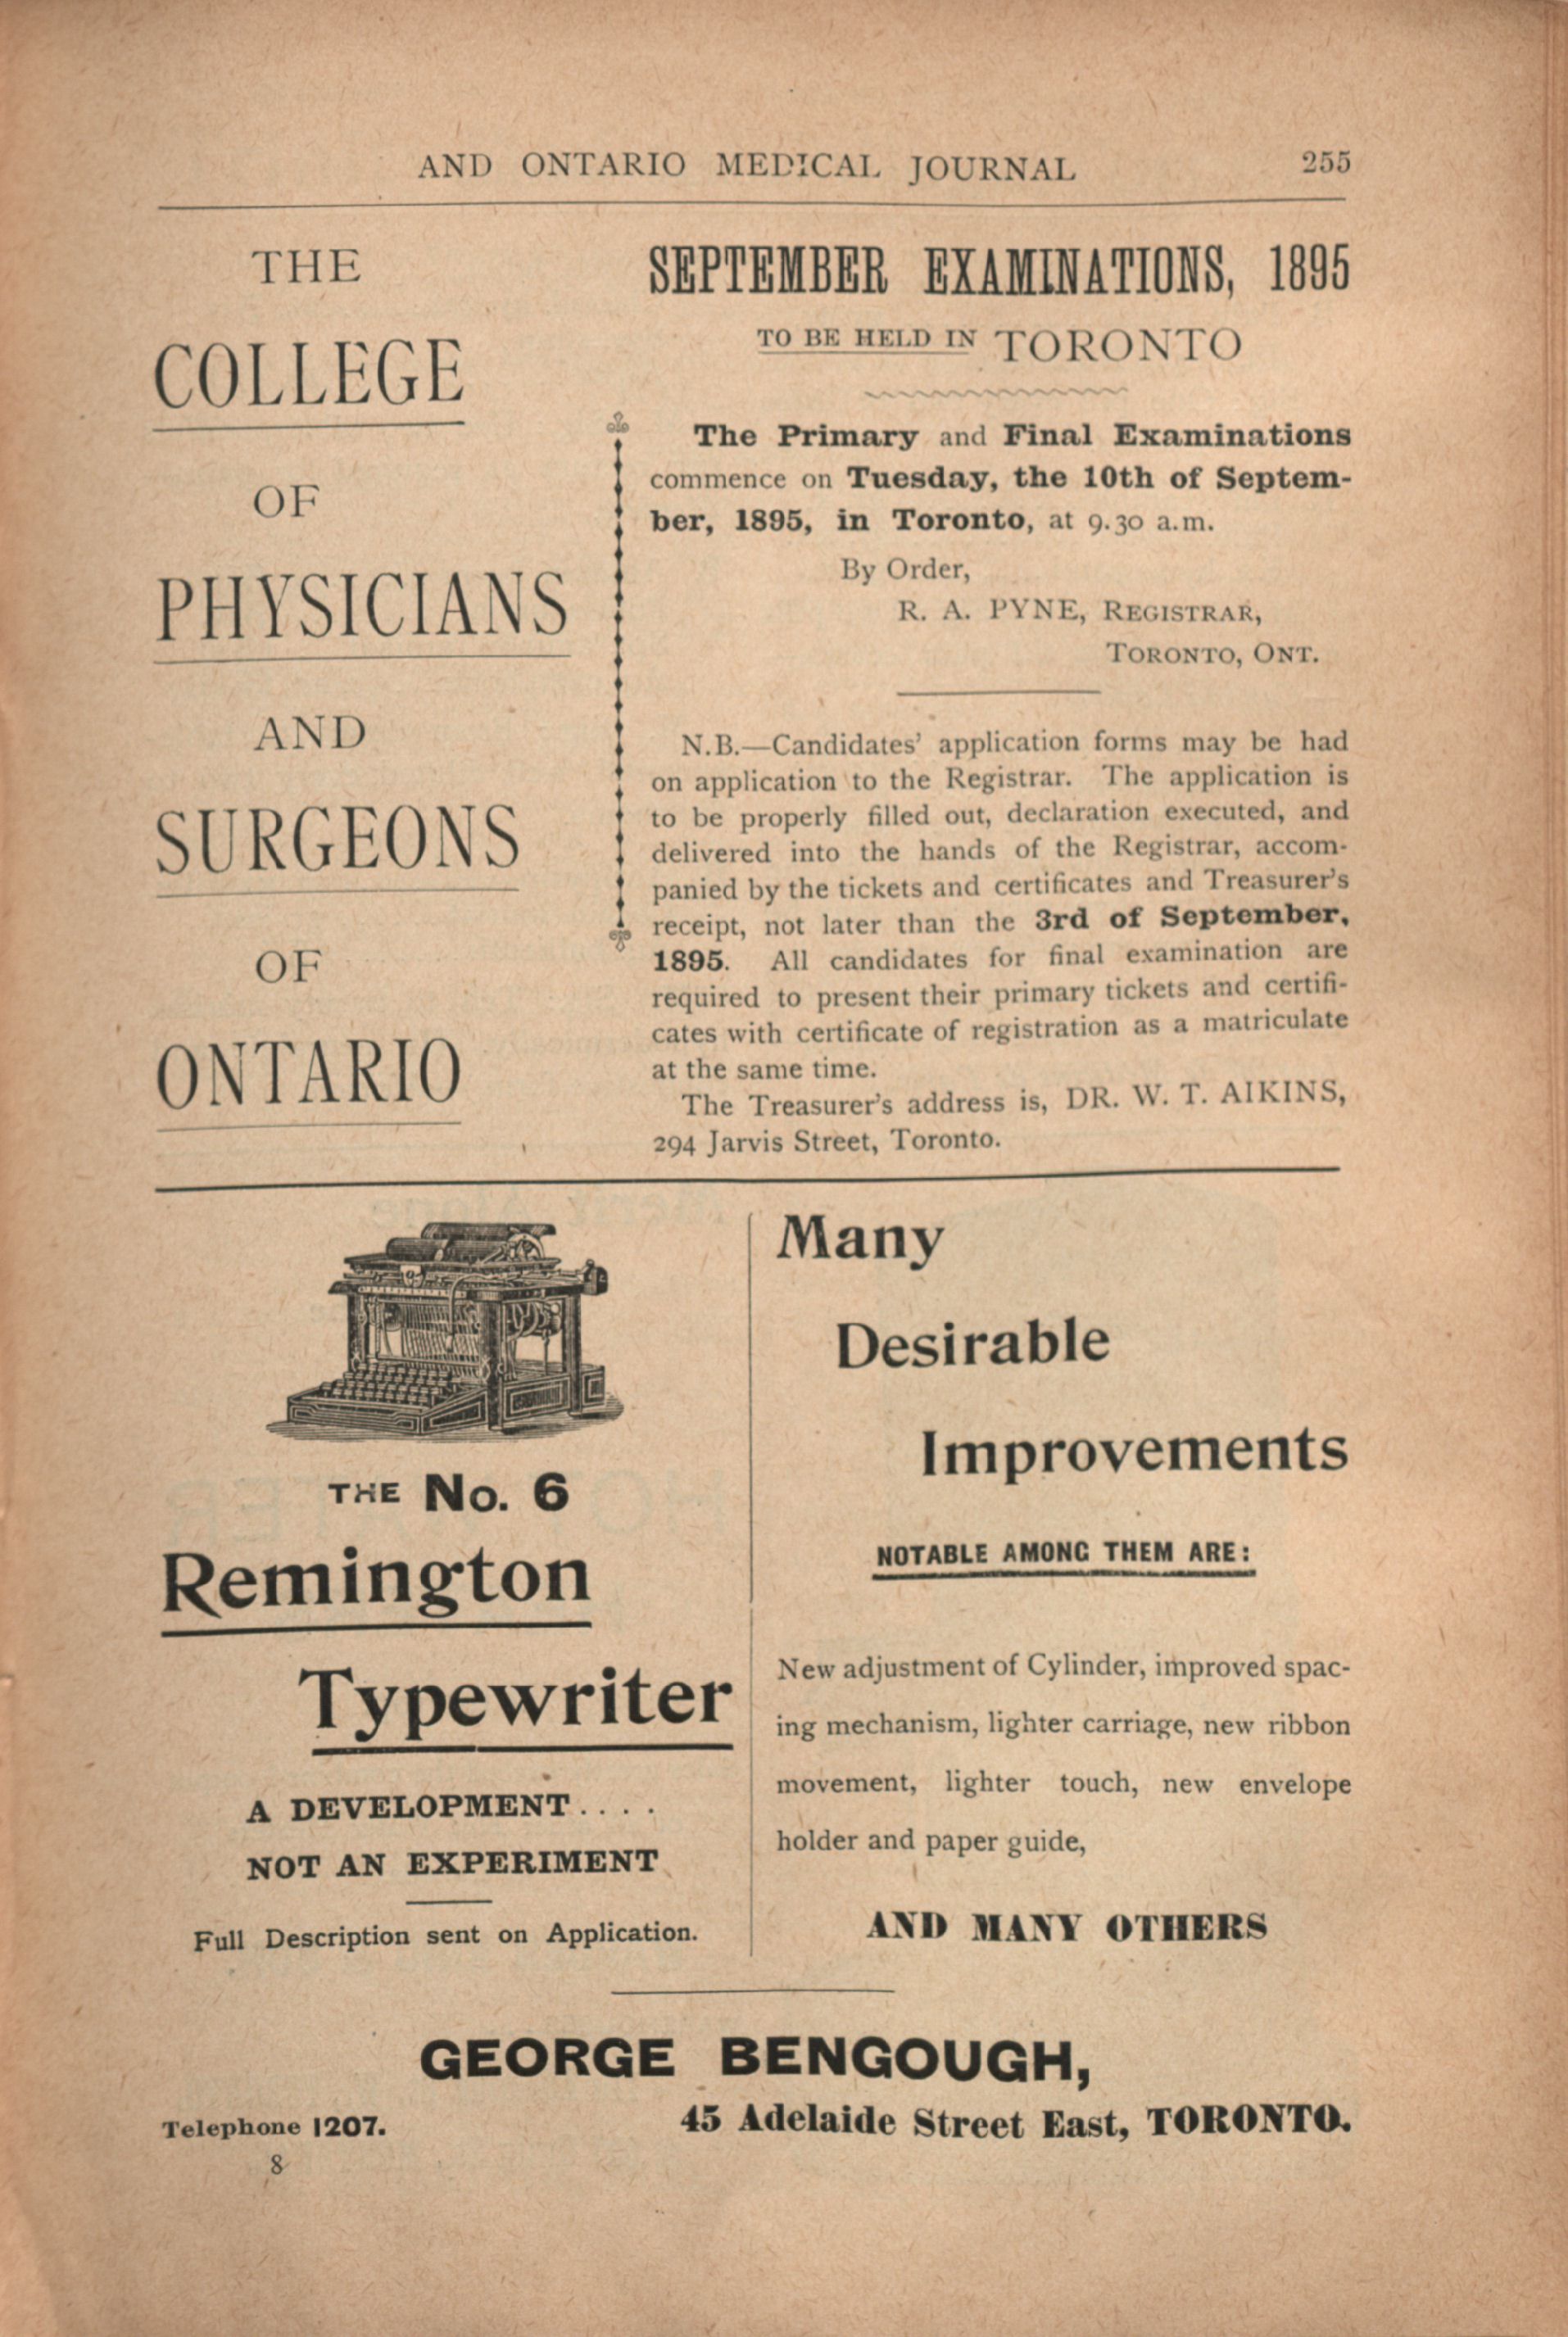 AND ONTARIO MEDICAL JOURNAL 255
THE
COLLEGE
OF
PHYSICIANS
AND
SURGEONS
OF
ONTARIO
SEPTEMBER EXAMINATIONS, 1895
TO BE HELD IN TORONTO
The Primary and Final Examinations
commence on Tuesday, the 10th of Septem-
ber, 1895, in Toronto, at 9.30 a.m.
By Order,
R. A. PYNE, REGISTRAR,
TORONTO, ONT.
N.B.—Candidates' application forms may be had
on application to the Registrar. The application is
to be properly filled out, declaration executed, and
delivered into the hands of the Registrar, accom-
panied by the tickets and certificates and Treasurer's
receipt, not later than the 3rd of September,
1895. All candidates for final examination are
required to present their primary tickets and certifi-
cates with certificate of registration as a matriculate
at the same time.
The Treasurer's address is, DR. W. T. AIKINS,
294 Jarvis Street, Toronto.
THE No. 6
Remington
Typewriter
A DEVELOPMENT....
NOT AN EXPERIMENT
Full Description sent on Application.
Many
Desirable
Improvements
NOTABLE AMONG THEM ARE:
New adjustment of Cylinder, improved spac-
ing mechanism, lighter carriage, new ribbon
movement, lighter touch, new envelope
holder and paper guide,
AND MANY OTHERS
GEORGE BENGOUGH,
Telephone 1207. 45 Adelaide Street East, TORONTO.
8